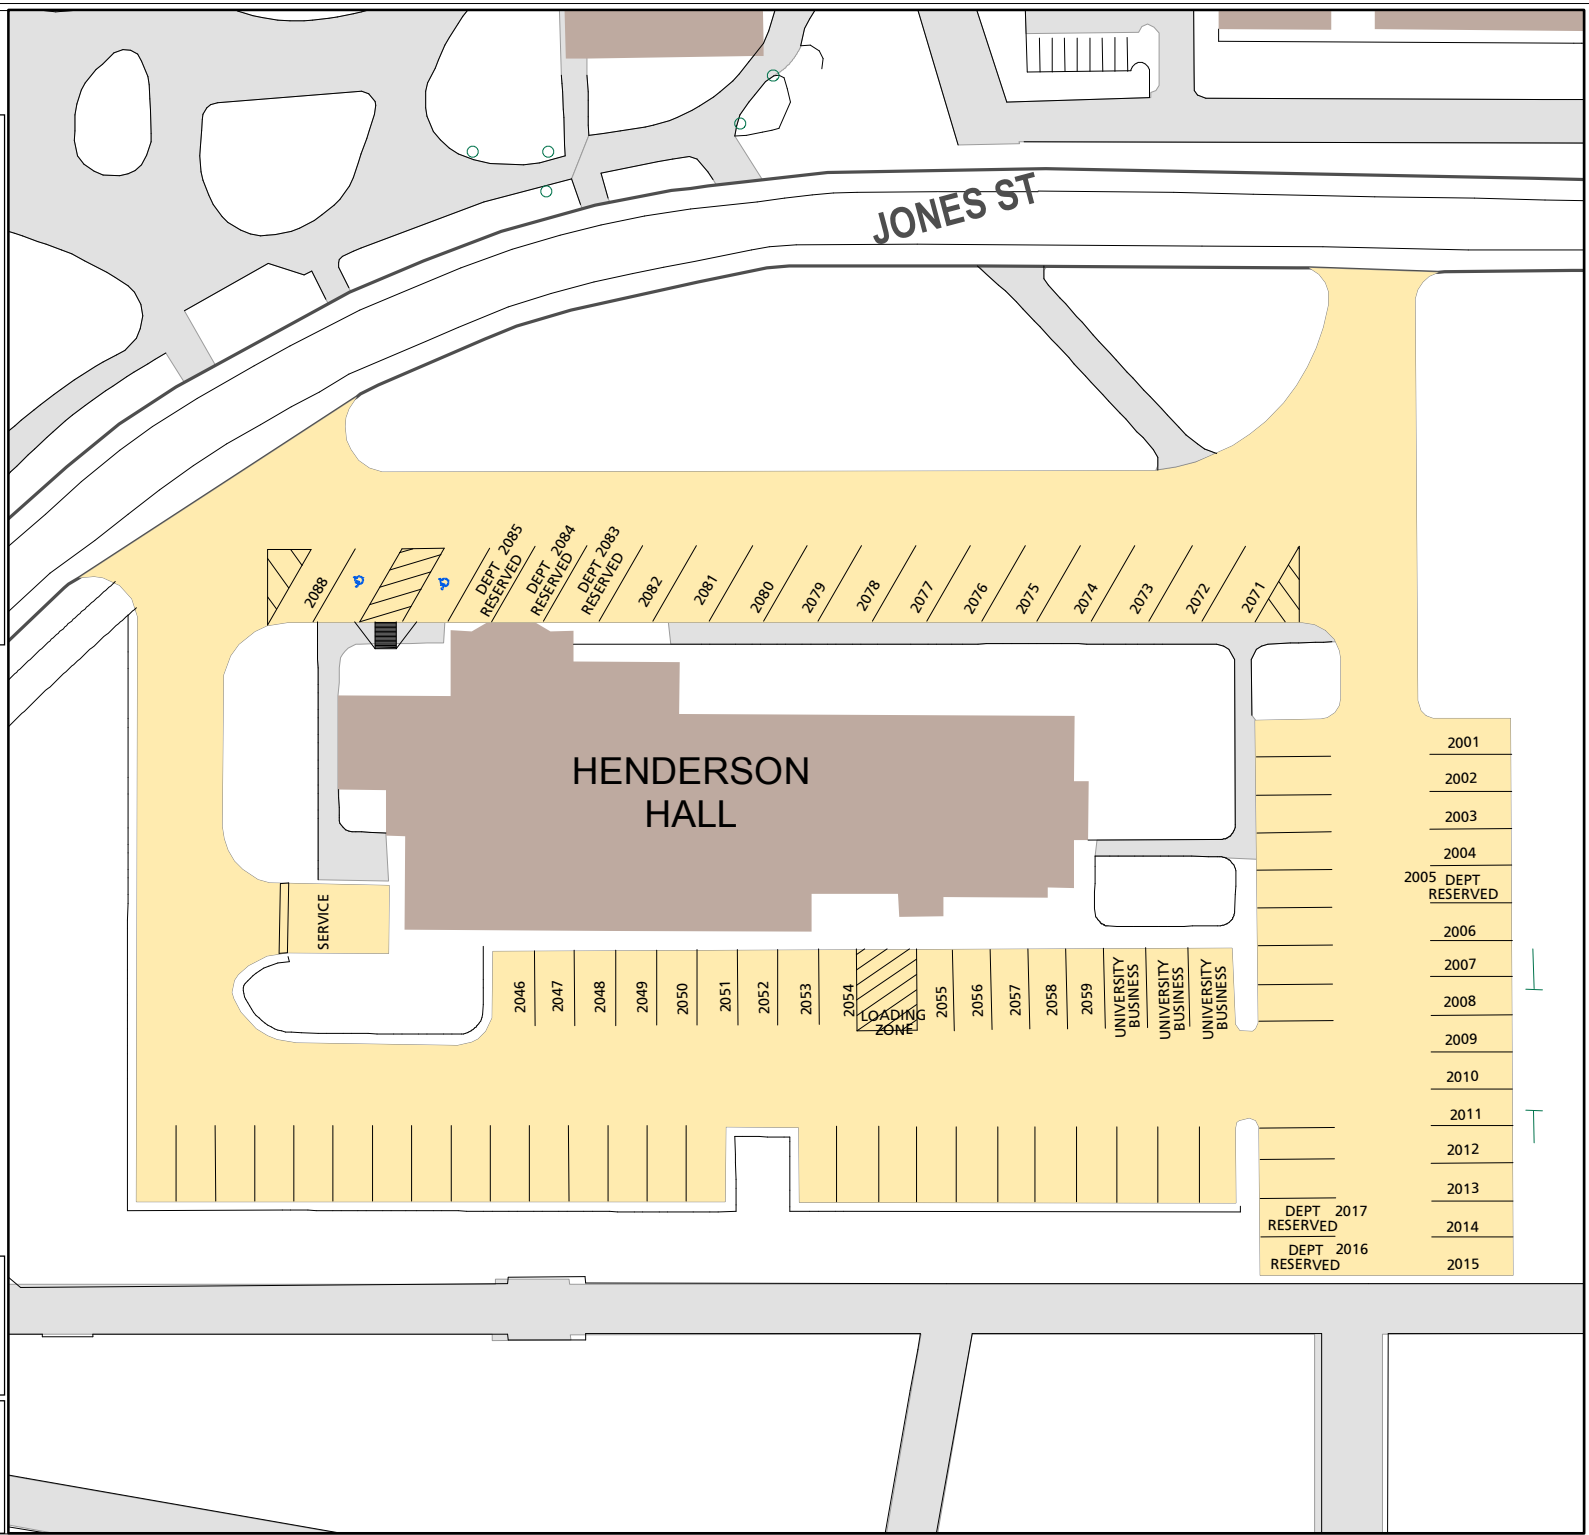 JONES ST
2088
DEPT 2085
RESERVED
DEPT 2084
RESERVED
DEPT 2083
RESERVED
2082
2081
2080
2079
2078
2077
2076
2075
2074
2073
2072
2071
HENDERSON
HALL
2001
2002
2003
2004
2005 DEPT
RESERVED
2006
2007
2008
2009
2010
2011
2012
2013
2014
2015
SERVICE
2046
2047
2048
2049
2050
2051
2052
2053
2054
LOADING
ZONE
2055
2056
2057
2058
2059
UNIVERSITY
BUSINESS
UNIVERSITY
BUSINESS
UNIVERSITY
BUSINESS
DEPT 2017
RESERVED
DEPT 2016
RESERVED